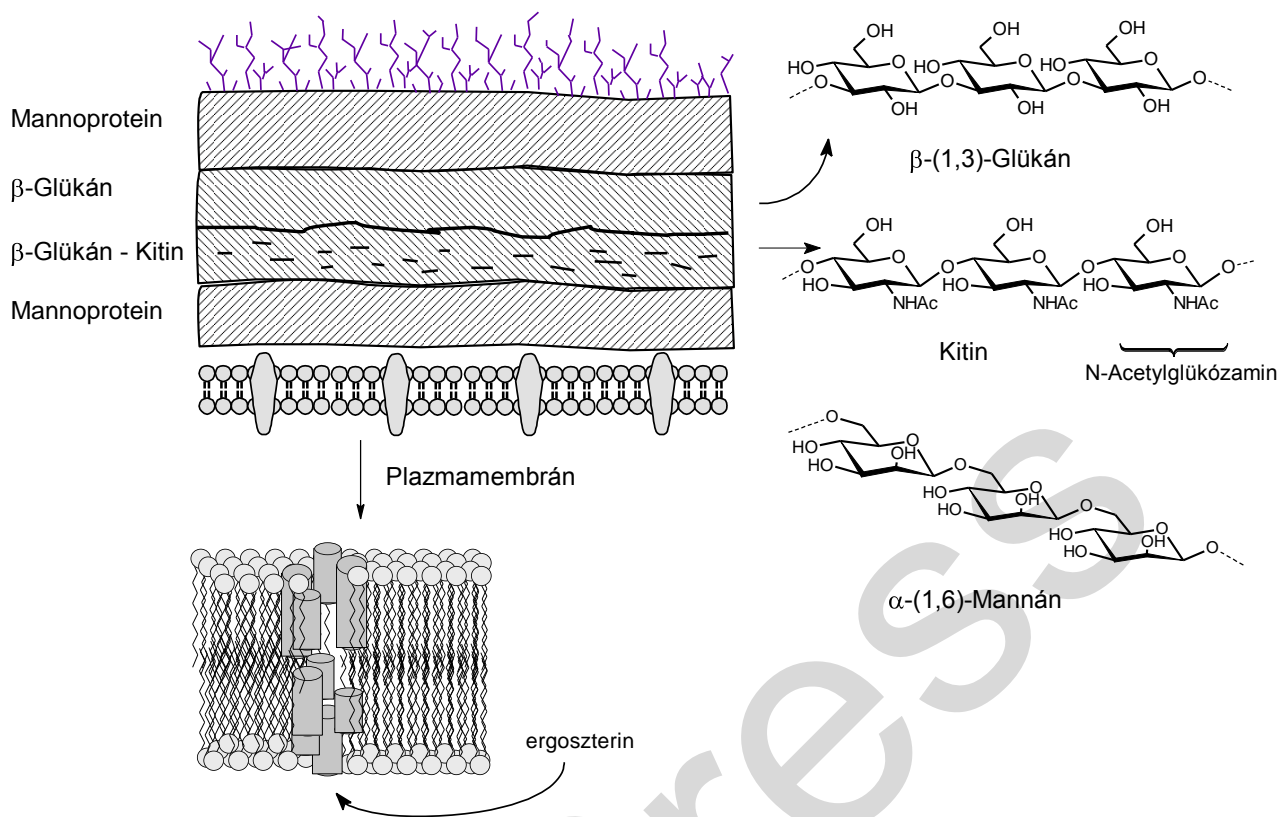 Mannoprotein
β-Glükán
β-Glükán - Kitin
Mannoprotein
Plazmamembrán
ergoszterin
OH OH OH
HO O HO O HO O
O O O O
OH OH OH
β-(1,3)-Glükán
OH OH OH
O O O O O O O
HO HO HO
NHAc NHAc NHAc
Kitin
N-Acetylglükózamin
O
HO O
HO OH O
HO O
HO OH O
HO O
HO OH O
α-(1,6)-Mannán
ress